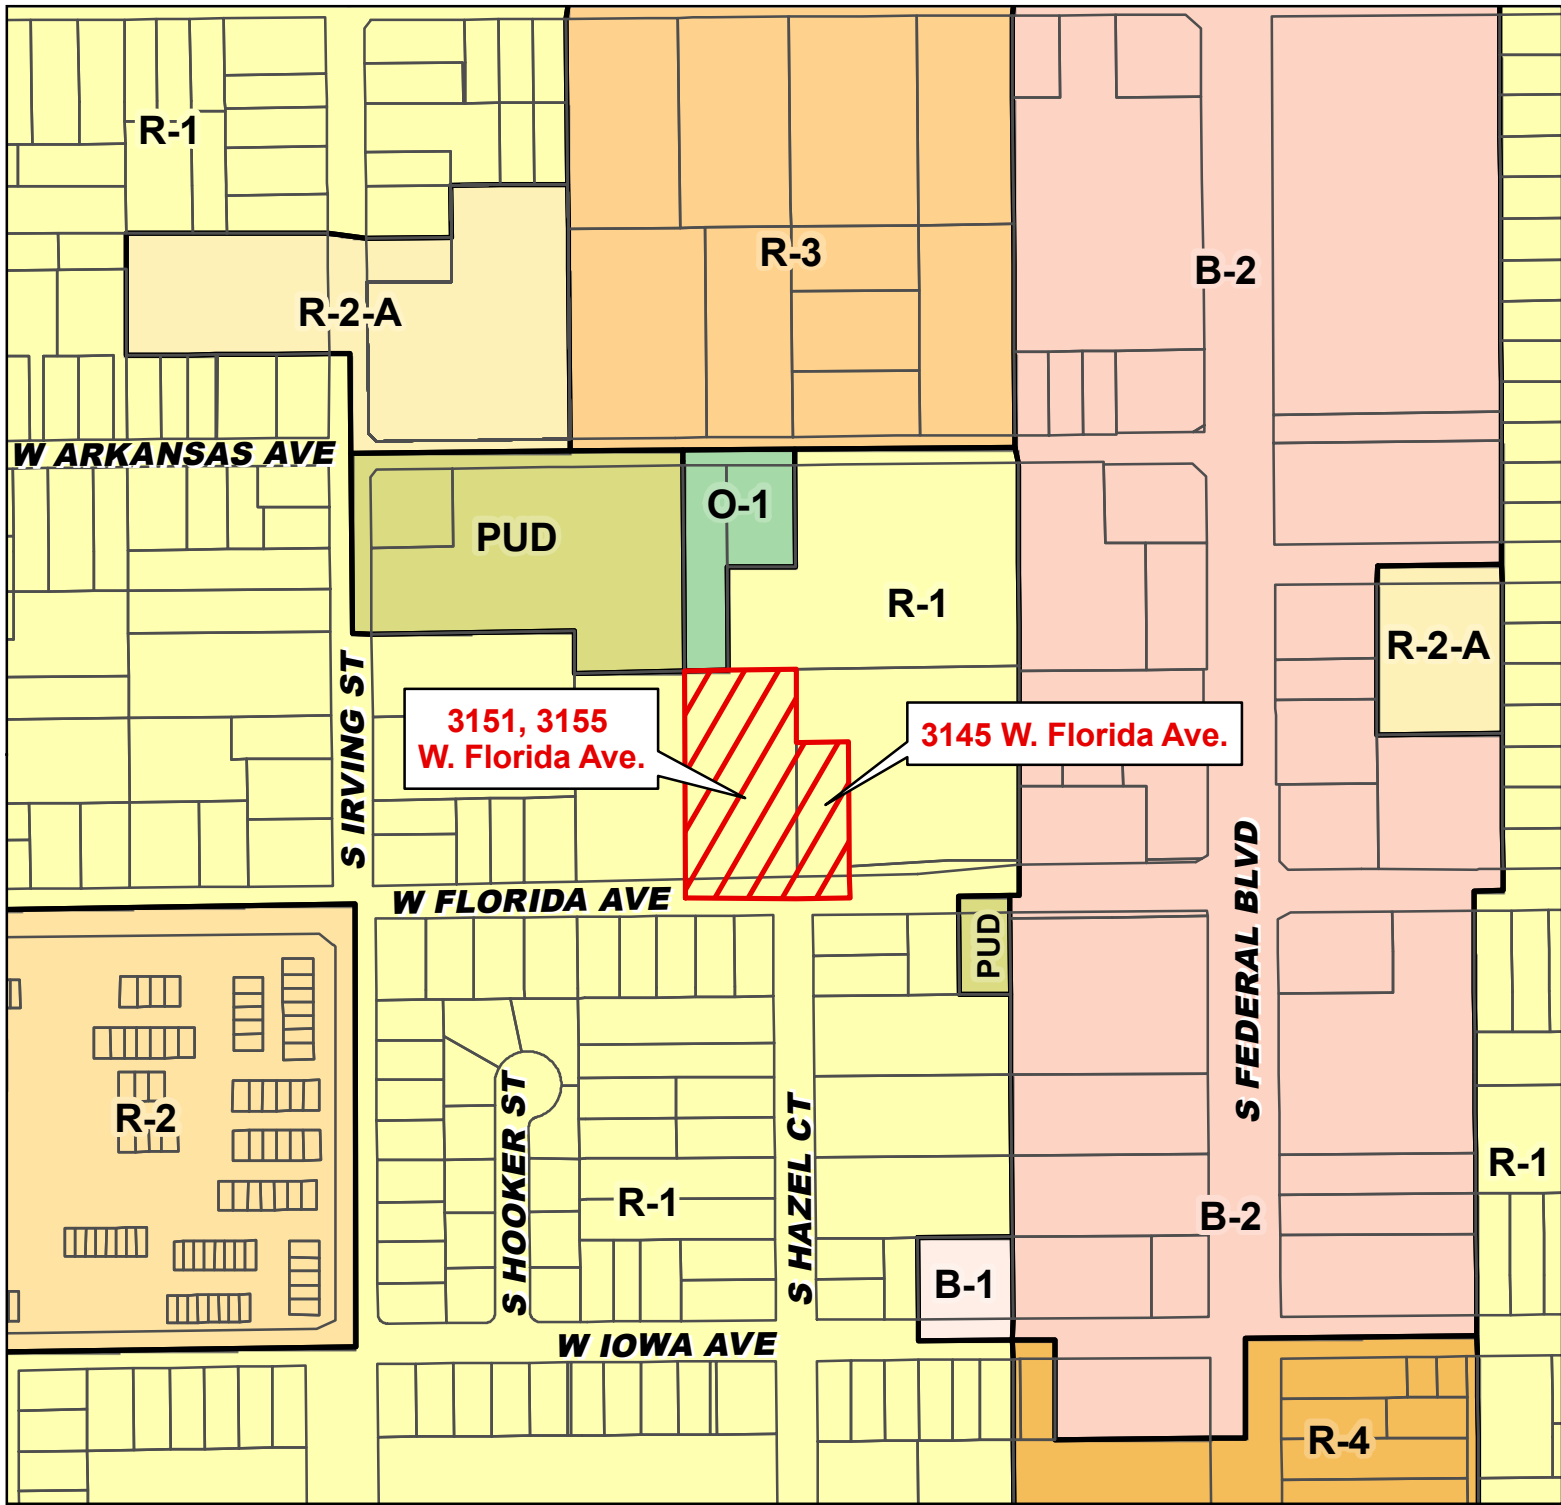 R-1
R-3
B-2
R-2-A
W ARKANSAS AVE
O-1
PUD
R-1
R-2-A
S IRVING ST
3151, 3155
W. Florida Ave.
3145 W. Florida Ave.
W FLORIDA AVE
PUD
S FEDERAL BLVD
R-2
S HOOKER ST
R-1
S HAZEL CT
R-1
B-2
B-1
W IOWA AVE
R-4